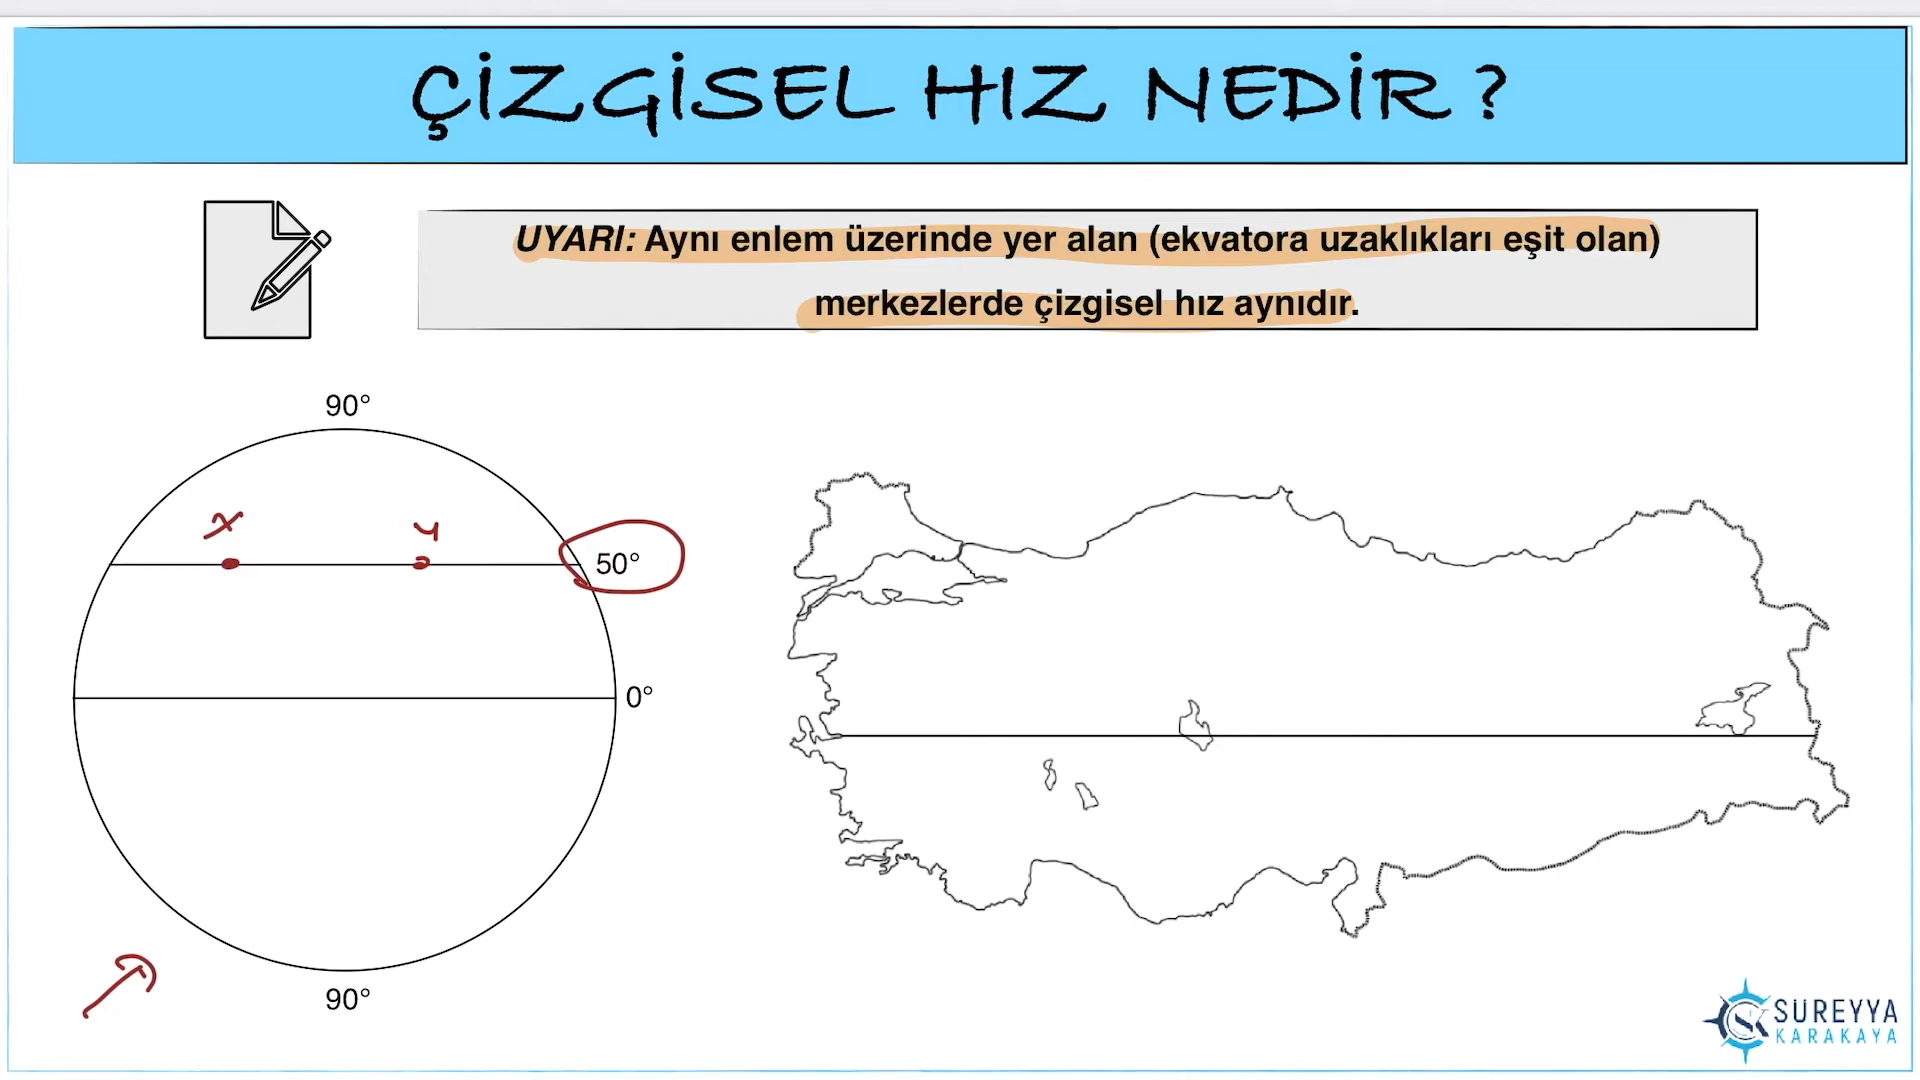 ÇİZGİSEL HIZ NEDİR ?
UYARI: Aynı enlem üzerinde yer alan (ekvatora uzaklıkları eşit olan)
merkezlerde çizgisel hız aynıdır.
90°
x y
50°
0°
90°
SUREYYA
KARAKAYA